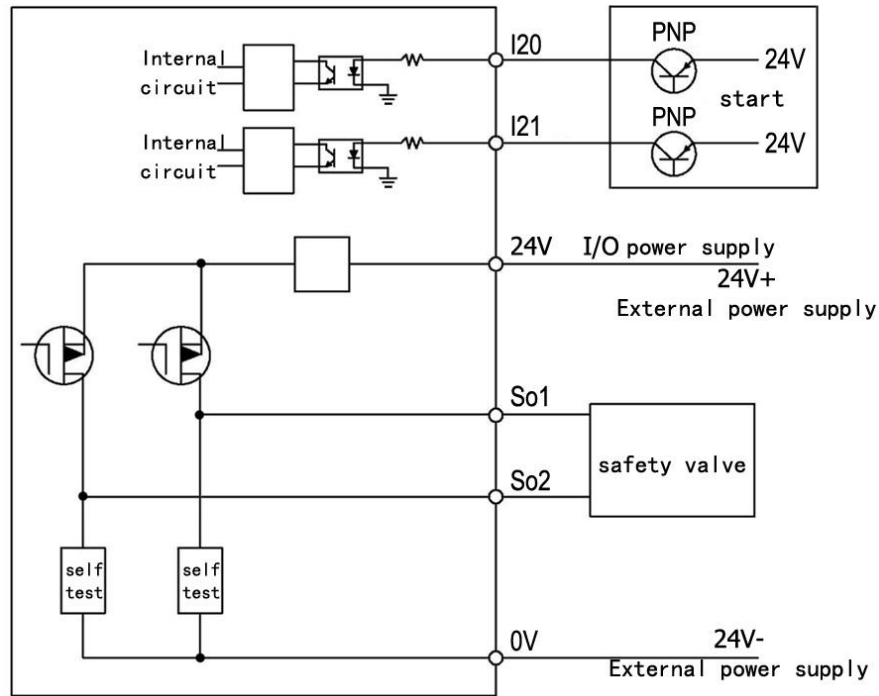 Internal
circuit
I20
PNP
24V
start
Internal
circuit
I21
PNP
24V
24V
I/O power supply
24V+
External power supply
So1
safety valve
So2
self
test
self
test
0V
24V-
External power supply